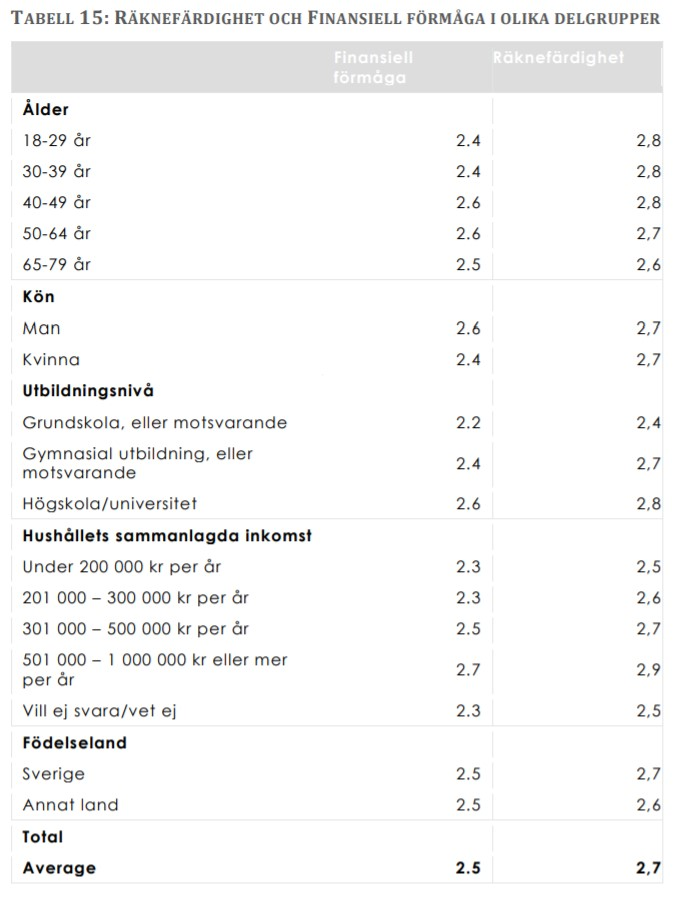 TABELL 15: RÄKNEFÄRDIGHET OCH FINANSIELL FÖRMÅGA I OLIKA DELGRUPPER
Finansiell förmåga Räknefärdighet
Ålder
18-29 år 2.4 2,8
30-39 år 2.4 2,8
40-49 år 2.6 2,8
50-64 år 2.6 2,7
65-79 år 2.5 2,6
Kön
Man 2.6 2,7
Kvinna 2.4 2,7
Utbildningsnivå
Grundskola, eller motsvarande 2.2 2,4
Gymnasial utbildning, eller
motsvarande 2.4 2,7
Högskola/universitet 2.6 2,8
Hushållets sammanlagda inkomst
Under 200 000 kr per år 2.3 2,5
201 000 – 300 000 kr per år 2.3 2,6
301 000 – 500 000 kr per år 2.5 2,7
501 000 – 1 000 000 kr eller mer
per år 2.7 2,9
Vill ej svara/vet ej 2.3 2,5
Födelseland
Sverige 2.5 2,7
Annat land 2.5 2,6
Total
Average 2.5 2,7